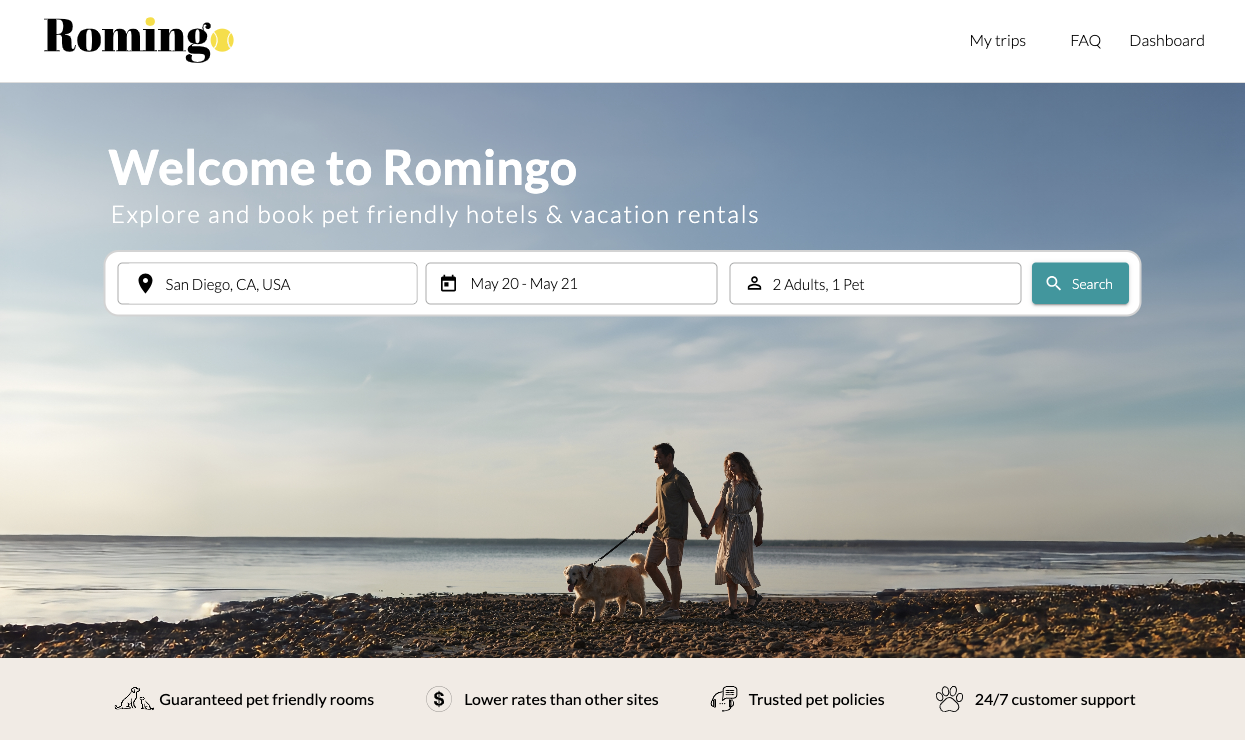 Romingo
My trips FAQ Dashboard
Welcome to Romingo
Explore and book pet friendly hotels & vacation rentals
San Diego, CA, USA May 20 - May 21 2 Adults, 1 Pet Search
$ Guaranteed pet friendly rooms Lower rates than other sites Trusted pet policies 24/7 customer support